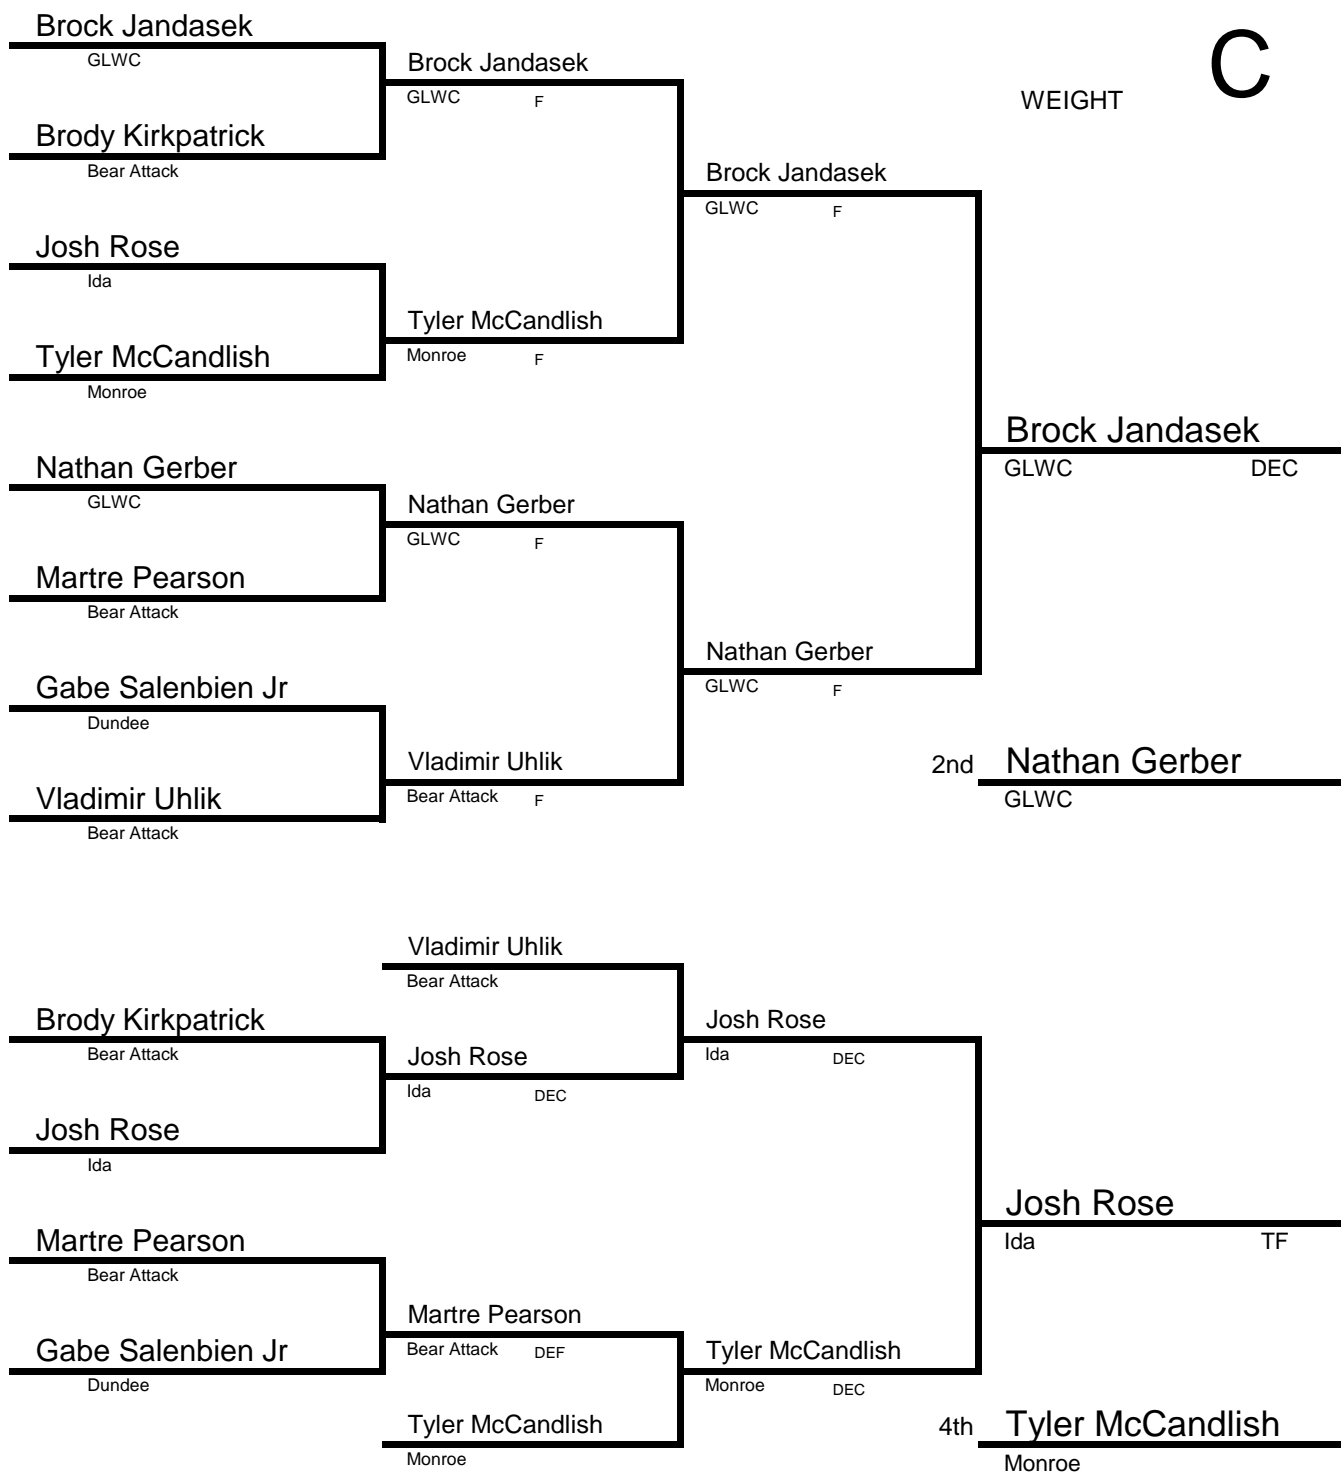 Brock Jandasek
GLWC
Brock Jandasek
GLWC F
C
WEIGHT
Brody Kirkpatrick
Bear Attack
Brock Jandasek
GLWC F
Josh Rose
Ida
Tyler McCandlish
Monroe F
Tyler McCandlish
Monroe
Brock Jandasek
GLWC DEC
Nathan Gerber
GLWC
Nathan Gerber
GLWC F
Martre Pearson
Bear Attack
Nathan Gerber
GLWC F
Gabe Salenbien Jr
Dundee
Vladimir Uhlik
Bear Attack F
2nd Nathan Gerber
GLWC
Vladimir Uhlik
Bear Attack
Vladimir Uhlik
Bear Attack
Brody Kirkpatrick
Bear Attack
Josh Rose
Ida DEC
Josh Rose
Ida DEC
Josh Rose
Ida
Josh Rose
Ida TF
Martre Pearson
Bear Attack
Martre Pearson
Bear Attack DEF
Gabe Salenbien Jr
Dundee
Tyler McCandlish
Monroe DEC
Tyler McCandlish
Monroe
4th Tyler McCandlish
Monroe